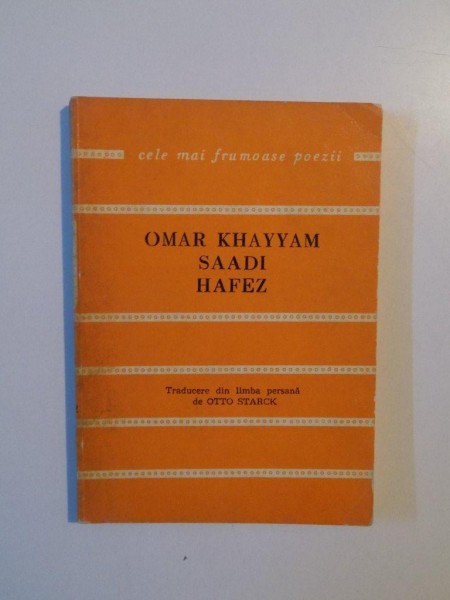 cele mai frumoase poezii
OMAR KHAYYAM
SAADI
HAFEZ
Traducere din limba persană
de OTTO STARCK